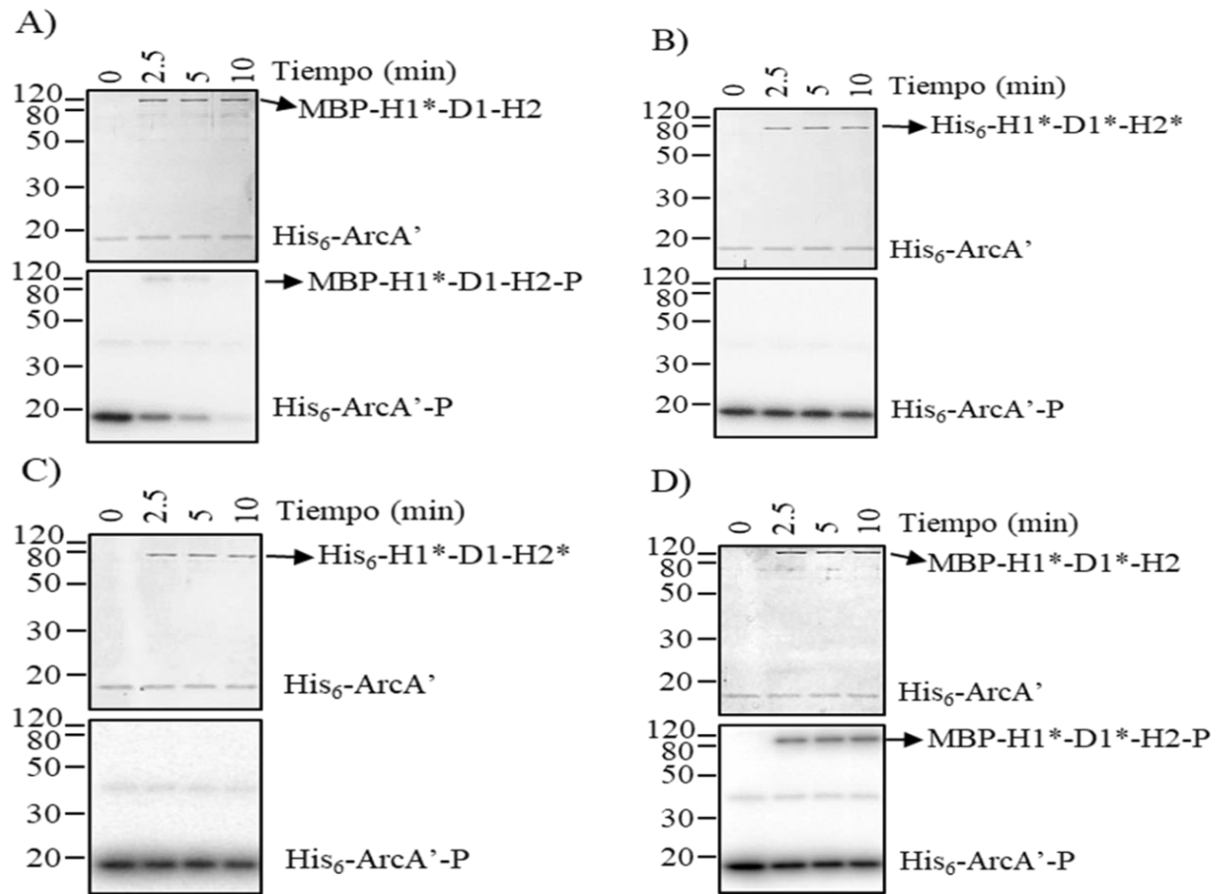 A)
0 2.5 5 10 Tiempo (min)
120
80
50
30
20
MBP-H1*-D1-H2
His6-ArcA’
120
80
50
30
20
MBP-H1*-D1-H2-P
His6-ArcA’-P
B)
0 2.5 5 10 Tiempo (min)
120
80
50
30
20
His6-H1*-D1*-H2*
His6-ArcA’
120
80
50
30
20
His6-ArcA’-P
C)
0 2.5 5 10 Tiempo (min)
120
80
50
30
20
His6-H1*-D1-H2*
His6-ArcA’
120
80
50
30
20
His6-ArcA’-P
D)
0 2.5 5 10 Tiempo (min)
120
80
50
30
20
MBP-H1*-D1*-H2
His6-ArcA’
120
80
50
30
20
MBP-H1*-D1*-H2-P
His6-ArcA’-P